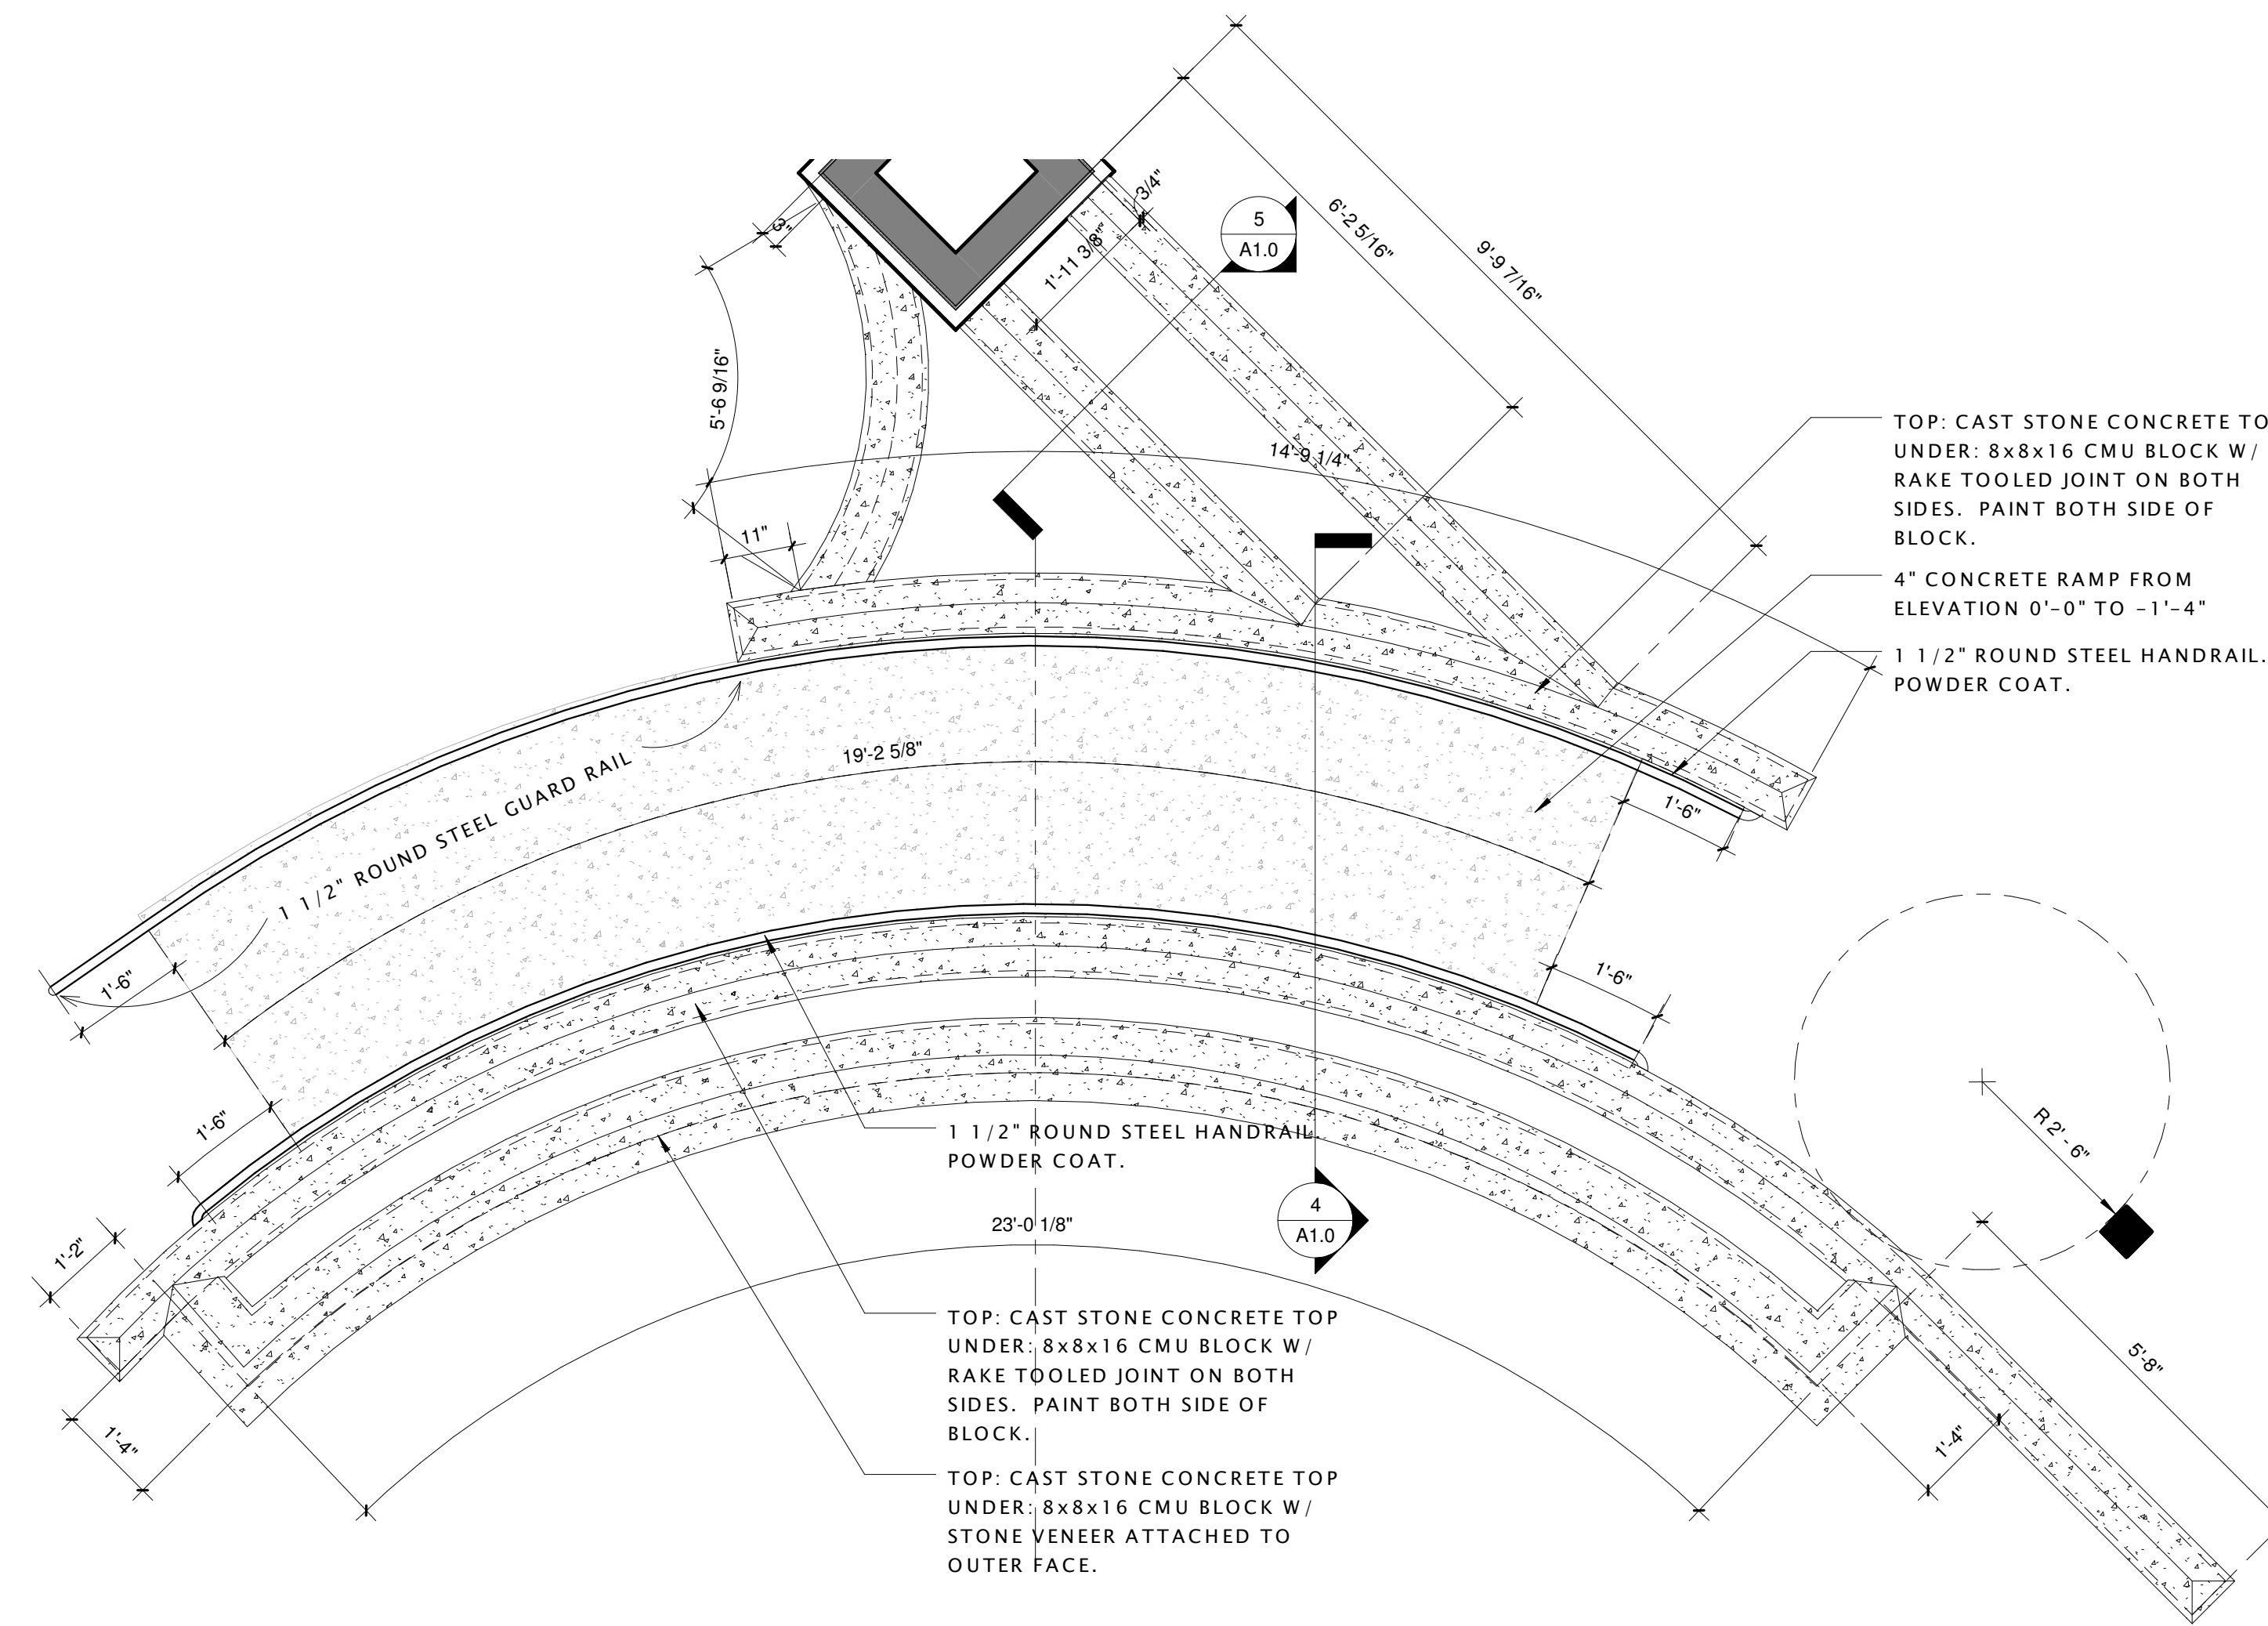 3/4"
3"
6'-2 5/16"
5
A1.0
1'-11 3/8"
9'-9 7/16"
5'-6 9/16"
14'-9 1/4"
11"
TOP: CAST STONE CONCRETE TO
UNDER: 8x8x16 CMU BLOCK W/
RAKE TOOLED JOINT ON BOTH
SIDES. PAINT BOTH SIDE OF
BLOCK.
4" CONCRETE RAMP FROM
ELEVATION 0'-0" TO -1'-4"
1 1/2" ROUND STEEL HANDRAIL.
POWDER COAT.
19'-2 5/8"
1 1/2" ROUND STEEL GUARD RAIL
1'-6"
1'-6"
1'-6"
1'-6"
R 2' - 6"
1 1/2" ROUND STEEL HANDRAIL.
POWDER COAT.
4
A1.0
23'-0 1/8"
1'-2"
TOP: CAST STONE CONCRETE TOP
UNDER: 8x8x16 CMU BLOCK W/
RAKE TOOLED JOINT ON BOTH
SIDES. PAINT BOTH SIDE OF
BLOCK.
5'-8"
1'-4"
1'-4"
TOP: CAST STONE CONCRETE TOP
UNDER: 8x8x16 CMU BLOCK W/
STONE VENEER ATTACHED TO
OUTER FACE.